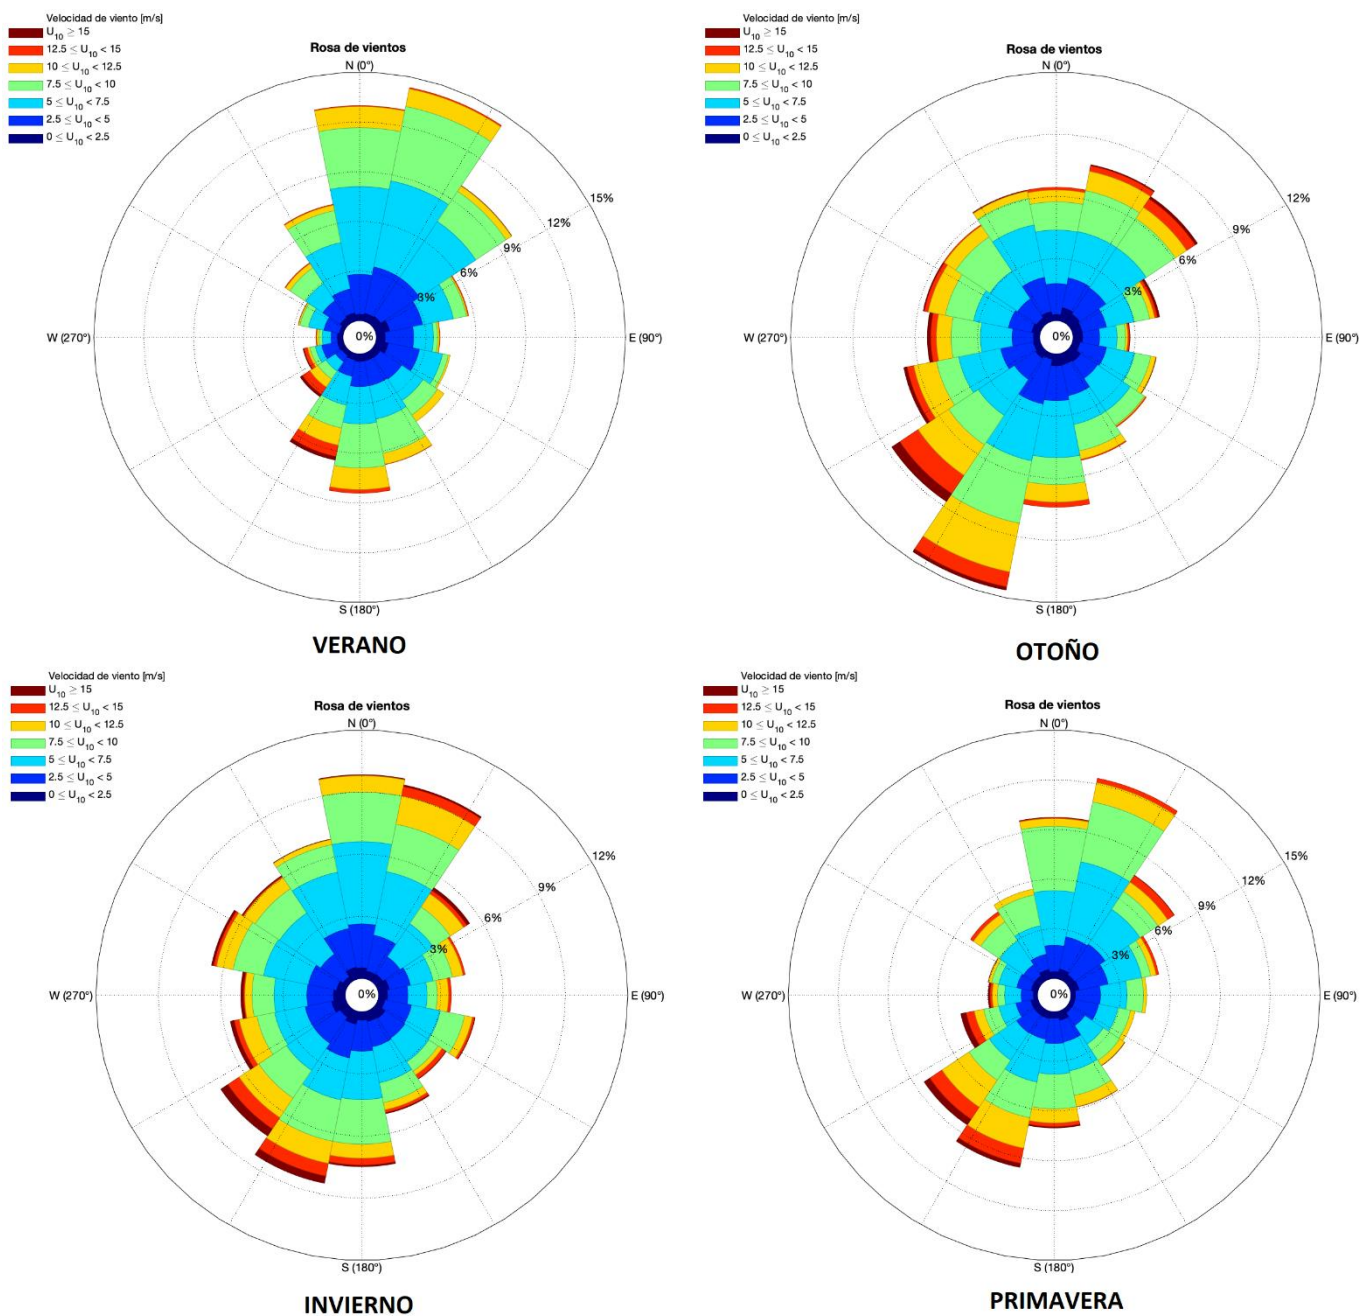 Velocidad de viento [m/s]
U10 ≥ 15
12.5 ≤ U10 < 15
10 ≤ U10 < 12.5
7.5 ≤ U10 < 10
5 ≤ U10 < 7.5
2.5 ≤ U10 < 5
0 ≤ U10 < 2.5
Rosa de vientos
N (0°)
15%
12%
9%
6%
3%
0%
W (270°)
E (90°)
S (180°)
VERANO
Velocidad de viento [m/s]
U10 ≥ 15
12.5 ≤ U10 < 15
10 ≤ U10 < 12.5
7.5 ≤ U10 < 10
5 ≤ U10 < 7.5
2.5 ≤ U10 < 5
0 ≤ U10 < 2.5
Rosa de vientos
N (0°)
12%
9%
6%
3%
0%
W (270°)
E (90°)
S (180°)
OTOÑO
Velocidad de viento [m/s]
U10 ≥ 15
12.5 ≤ U10 < 15
10 ≤ U10 < 12.5
7.5 ≤ U10 < 10
5 ≤ U10 < 7.5
2.5 ≤ U10 < 5
0 ≤ U10 < 2.5
Rosa de vientos
N (0°)
12%
9%
6%
3%
0%
W (270°)
E (90°)
S (180°)
INVIERNO
Velocidad de viento [m/s]
U10 ≥ 15
12.5 ≤ U10 < 15
10 ≤ U10 < 12.5
7.5 ≤ U10 < 10
5 ≤ U10 < 7.5
2.5 ≤ U10 < 5
0 ≤ U10 < 2.5
Rosa de vientos
N (0°)
15%
12%
9%
6%
3%
0%
W (270°)
E (90°)
S (180°)
PRIMAVERA